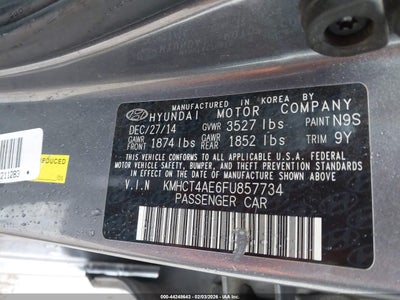 MANUFACTURED IN KOREA BY
HYUNDAI MOTOR COMPANY
DEC/27/14 GVWR 3527 lbs PAINT N9S
GAWR FRONT 1874 lbs GAWR REAR 1852 lbs TRIM 9Y
THIS VEHICLE CONFORMS TO ALL APPLICABLE U.S.A. FEDERAL
MOTOR VEHICLE SAFETY, BUMPER, AND THEFT PREVENTION
STANDARDS IN EFFECT ON THE DATE OF MANUFACTURE SHOWN
ABOVE.
V.I.N KMHCT4AE6FU857734
PASSENGER CAR
000-44248643 - 02/03/2026 - IAA Inc.